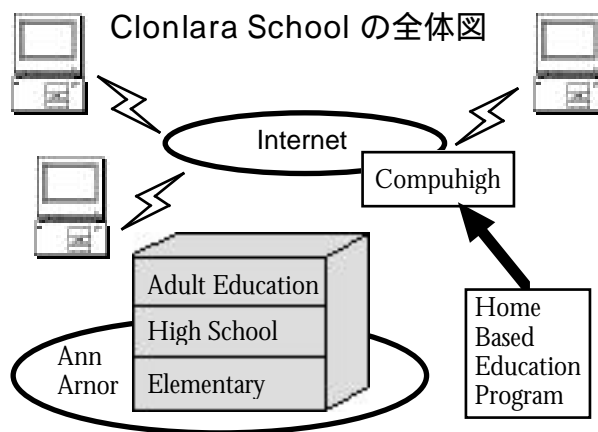 Clonlara School の全体図
Internet
Compuhigh
Adult Education
High School
Elementary
Ann
Arnor
Home
Based
Education
Program